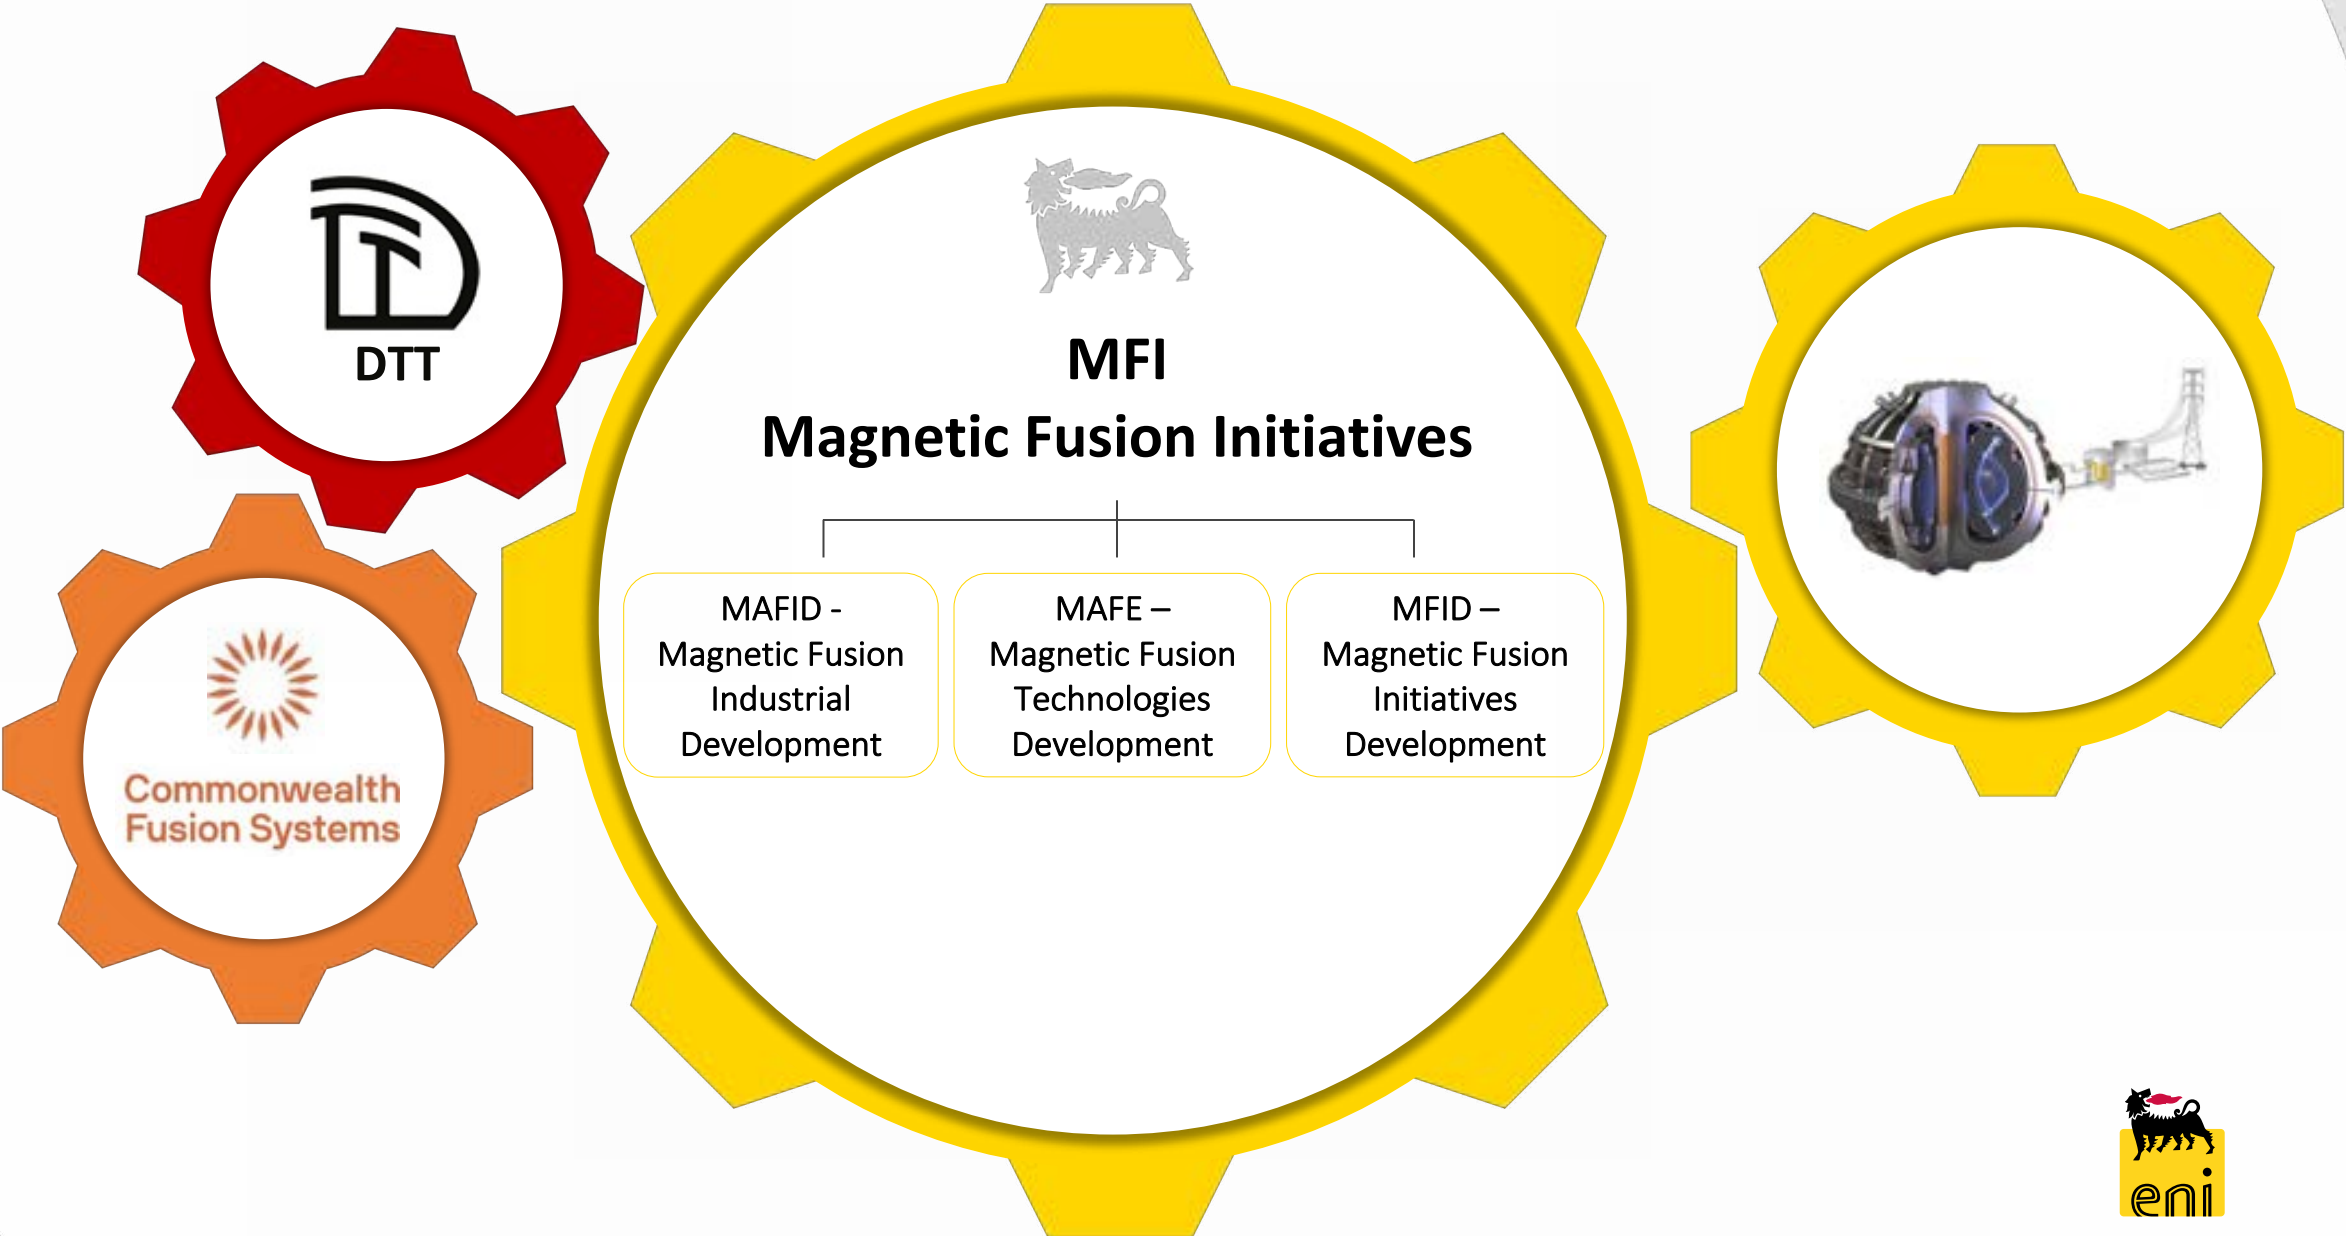 DTT
Commonwealth
Fusion Systems
MFI
Magnetic Fusion Initiatives
MAFID -
Magnetic Fusion
Industrial
Development
MAFE –
Magnetic Fusion
Technologies
Development
MFID –
Magnetic Fusion
Initiatives
Development
eni